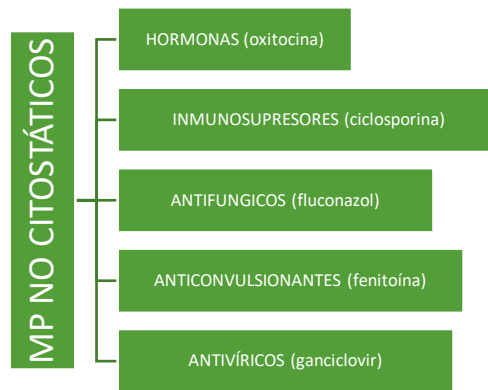 MP NO CITOSTÁTICOS
HORMONAS (oxitocina)
INMUNOSUPRESORES (ciclosporina)
ANTIFUNGICOS (fluconazol)
ANTICONVULSIONANTES (fenitoína)
ANTIVÍRICOS (ganciclovir)